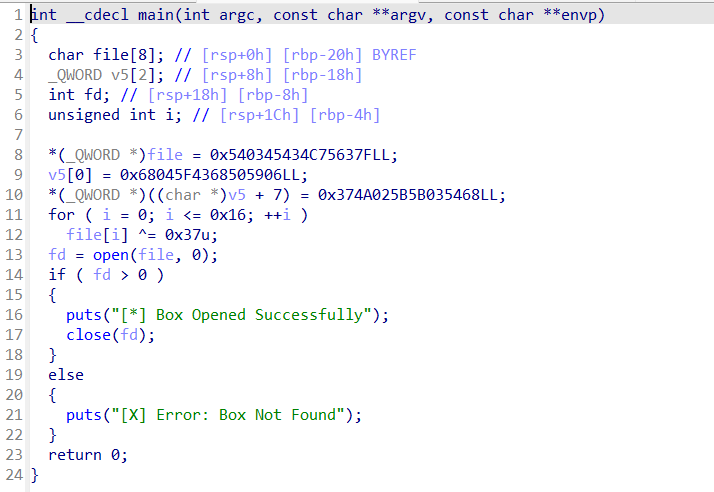 1 int __cdecl main(int argc, const char **argv, const char **envp)
2 {
3   char file[8]; // [rsp+0h] [rbp-20h] BYREF
4   _QWORD v5[2]; // [rsp+8h] [rbp-18h]
5   int fd; // [rsp+18h] [rbp-8h]
6   unsigned int i; // [rsp+1Ch] [rbp-4h]
7
8   *(_QWORD *)file = 0x540345434C75637FLL;
9   v5[0] = 0x68045F4368505906LL;
10   *(_QWORD *)((char *)v5 + 7) = 0x374A025B5B035468LL;
11   for ( i = 0; i <= 0x16; ++i )
12     file[i] ^= 0x37u;
13   fd = open(file, 0);
14   if ( fd > 0 )
15   {
16     puts("[*] Box Opened Successfully");
17     close(fd);
18   }
19   else
20   {
21     puts("[X] Error: Box Not Found");
22   }
23   return 0;
24 }